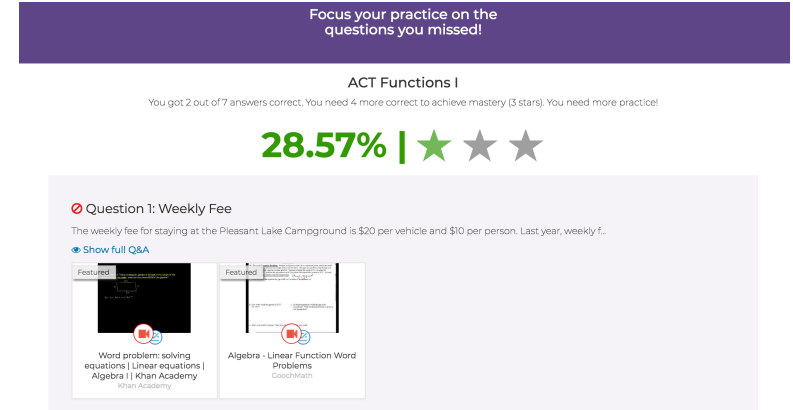 Focus your practice on the
questions you missed!
ACT Functions I
You got 2 out of 7 answers correct. You need 4 more correct to achieve mastery (3 stars). You need more practice!
28.57% |
Question 1: Weekly Fee
The weekly fee for staying at the Pleasant Lake Campground is $20 per vehicle and $10 per person. Last year, weekly f...
Show full Q&A
Featured
Word problem: solving
equations | Linear equations |
Algebra I | Khan Academy
Khan Academy
Featured
Algebra - Linear Function Word
Problems
GoochMath